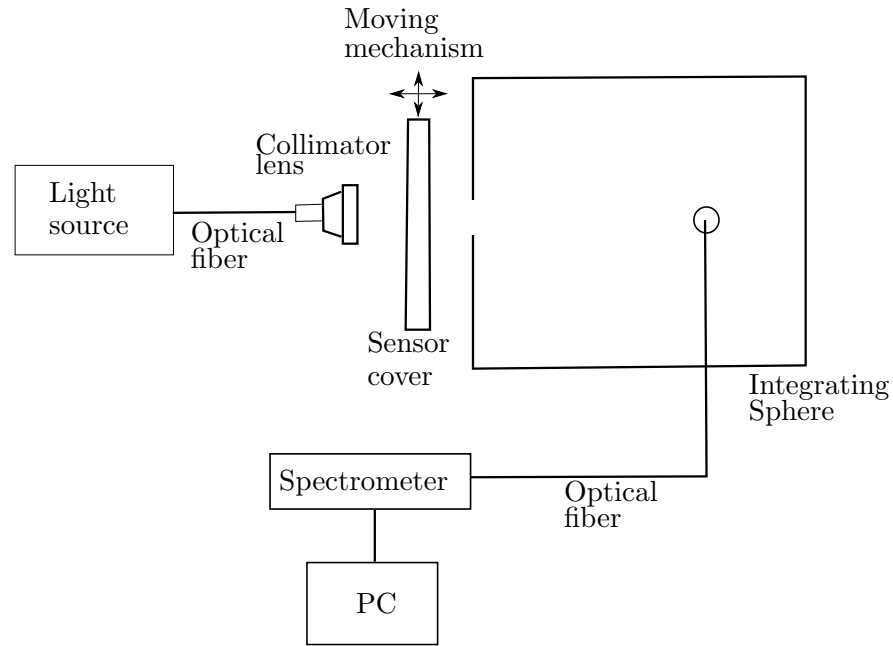 Moving
mechanism
Collimator
lens
Light
source
Optical
fiber
Sensor
cover
Integrating
Sphere
Spectrometer
Optical
fiber
PC